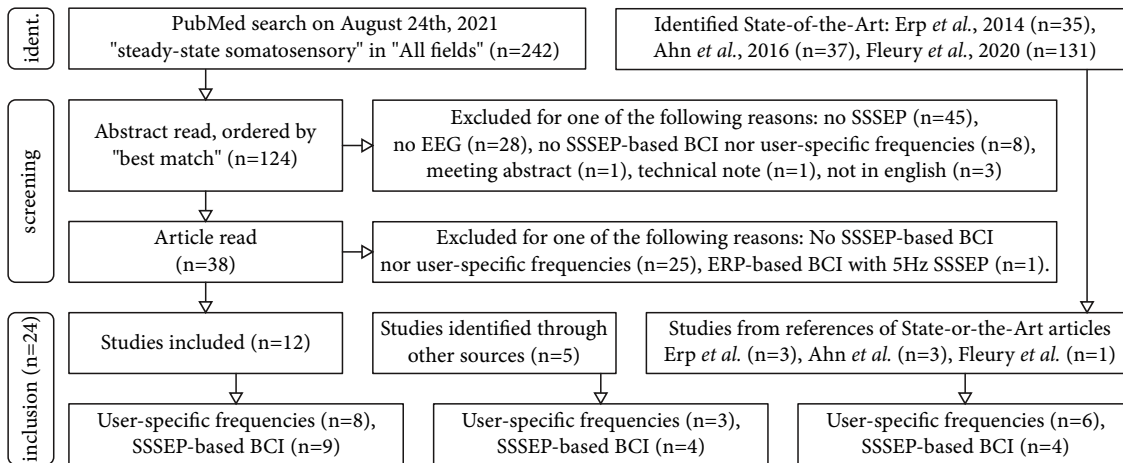 ident.
PubMed search on August 24th, 2021
"steady-state somatosensory" in "All fields" (n=242)
Identified State-of-the-Art: Erp et al., 2014 (n=35),
Ahn et al., 2016 (n=37), Fleury et al., 2020 (n=131)
screening
Abstract read, ordered by
"best match" (n=124)
Excluded for one of the following reasons: no SSSEP (n=45),
no EEG (n=28), no SSSEP-based BCI nor user-specific frequencies (n=8),
meeting abstract (n=1), technical note (n=1), not in english (n=3)
Article read
(n=38)
Excluded for one of the following reasons: No SSSEP-based BCI
nor user-specific frequencies (n=25), ERP-based BCI with 5Hz SSSEP (n=1).
inclusion (n=24)
Studies included (n=12)
Studies identified through
other sources (n=5)
Studies from references of State-or-the-Art articles
Erp et al. (n=3), Ahn et al. (n=3), Fleury et al. (n=1)
User-specific frequencies (n=8),
SSSEP-based BCI (n=9)
User-specific frequencies (n=3),
SSSEP-based BCI (n=4)
User-specific frequencies (n=6),
SSSEP-based BCI (n=4)